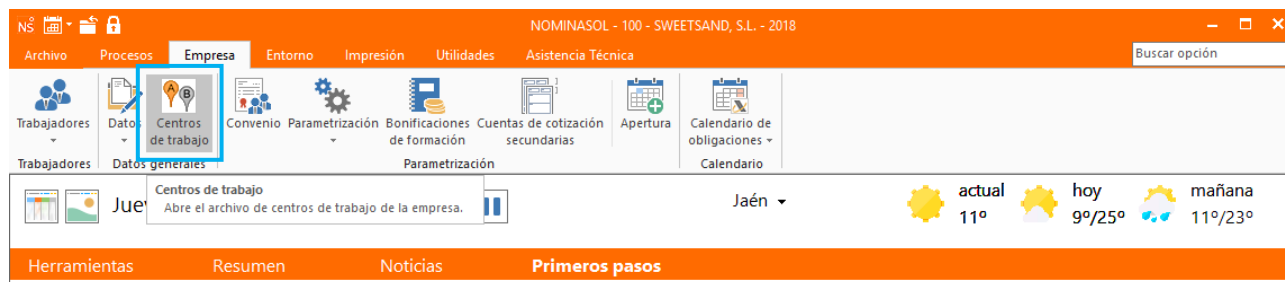 NS
NOMINASOL - 100 - SWEETSAND, S.L. - 2018
Archivo Procesos Empresa Entorno Impresión Utilidades Asistencia Técnica
Buscar opción
A B
Trabajadores Datos Centros de trabajo Convenio Parametrización Bonificaciones de formación Cuentas de cotización secundarias Apertura Calendario de obligaciones
Trabajadores Datos generales Parametrización Calendario
Centros de trabajo
Abre el archivo de centros de trabajo de la empresa.
Jue
Jaén
actual hoy mañana
11º 9º/25º 11º/23º
Herramientas Resumen Noticias Primeros pasos